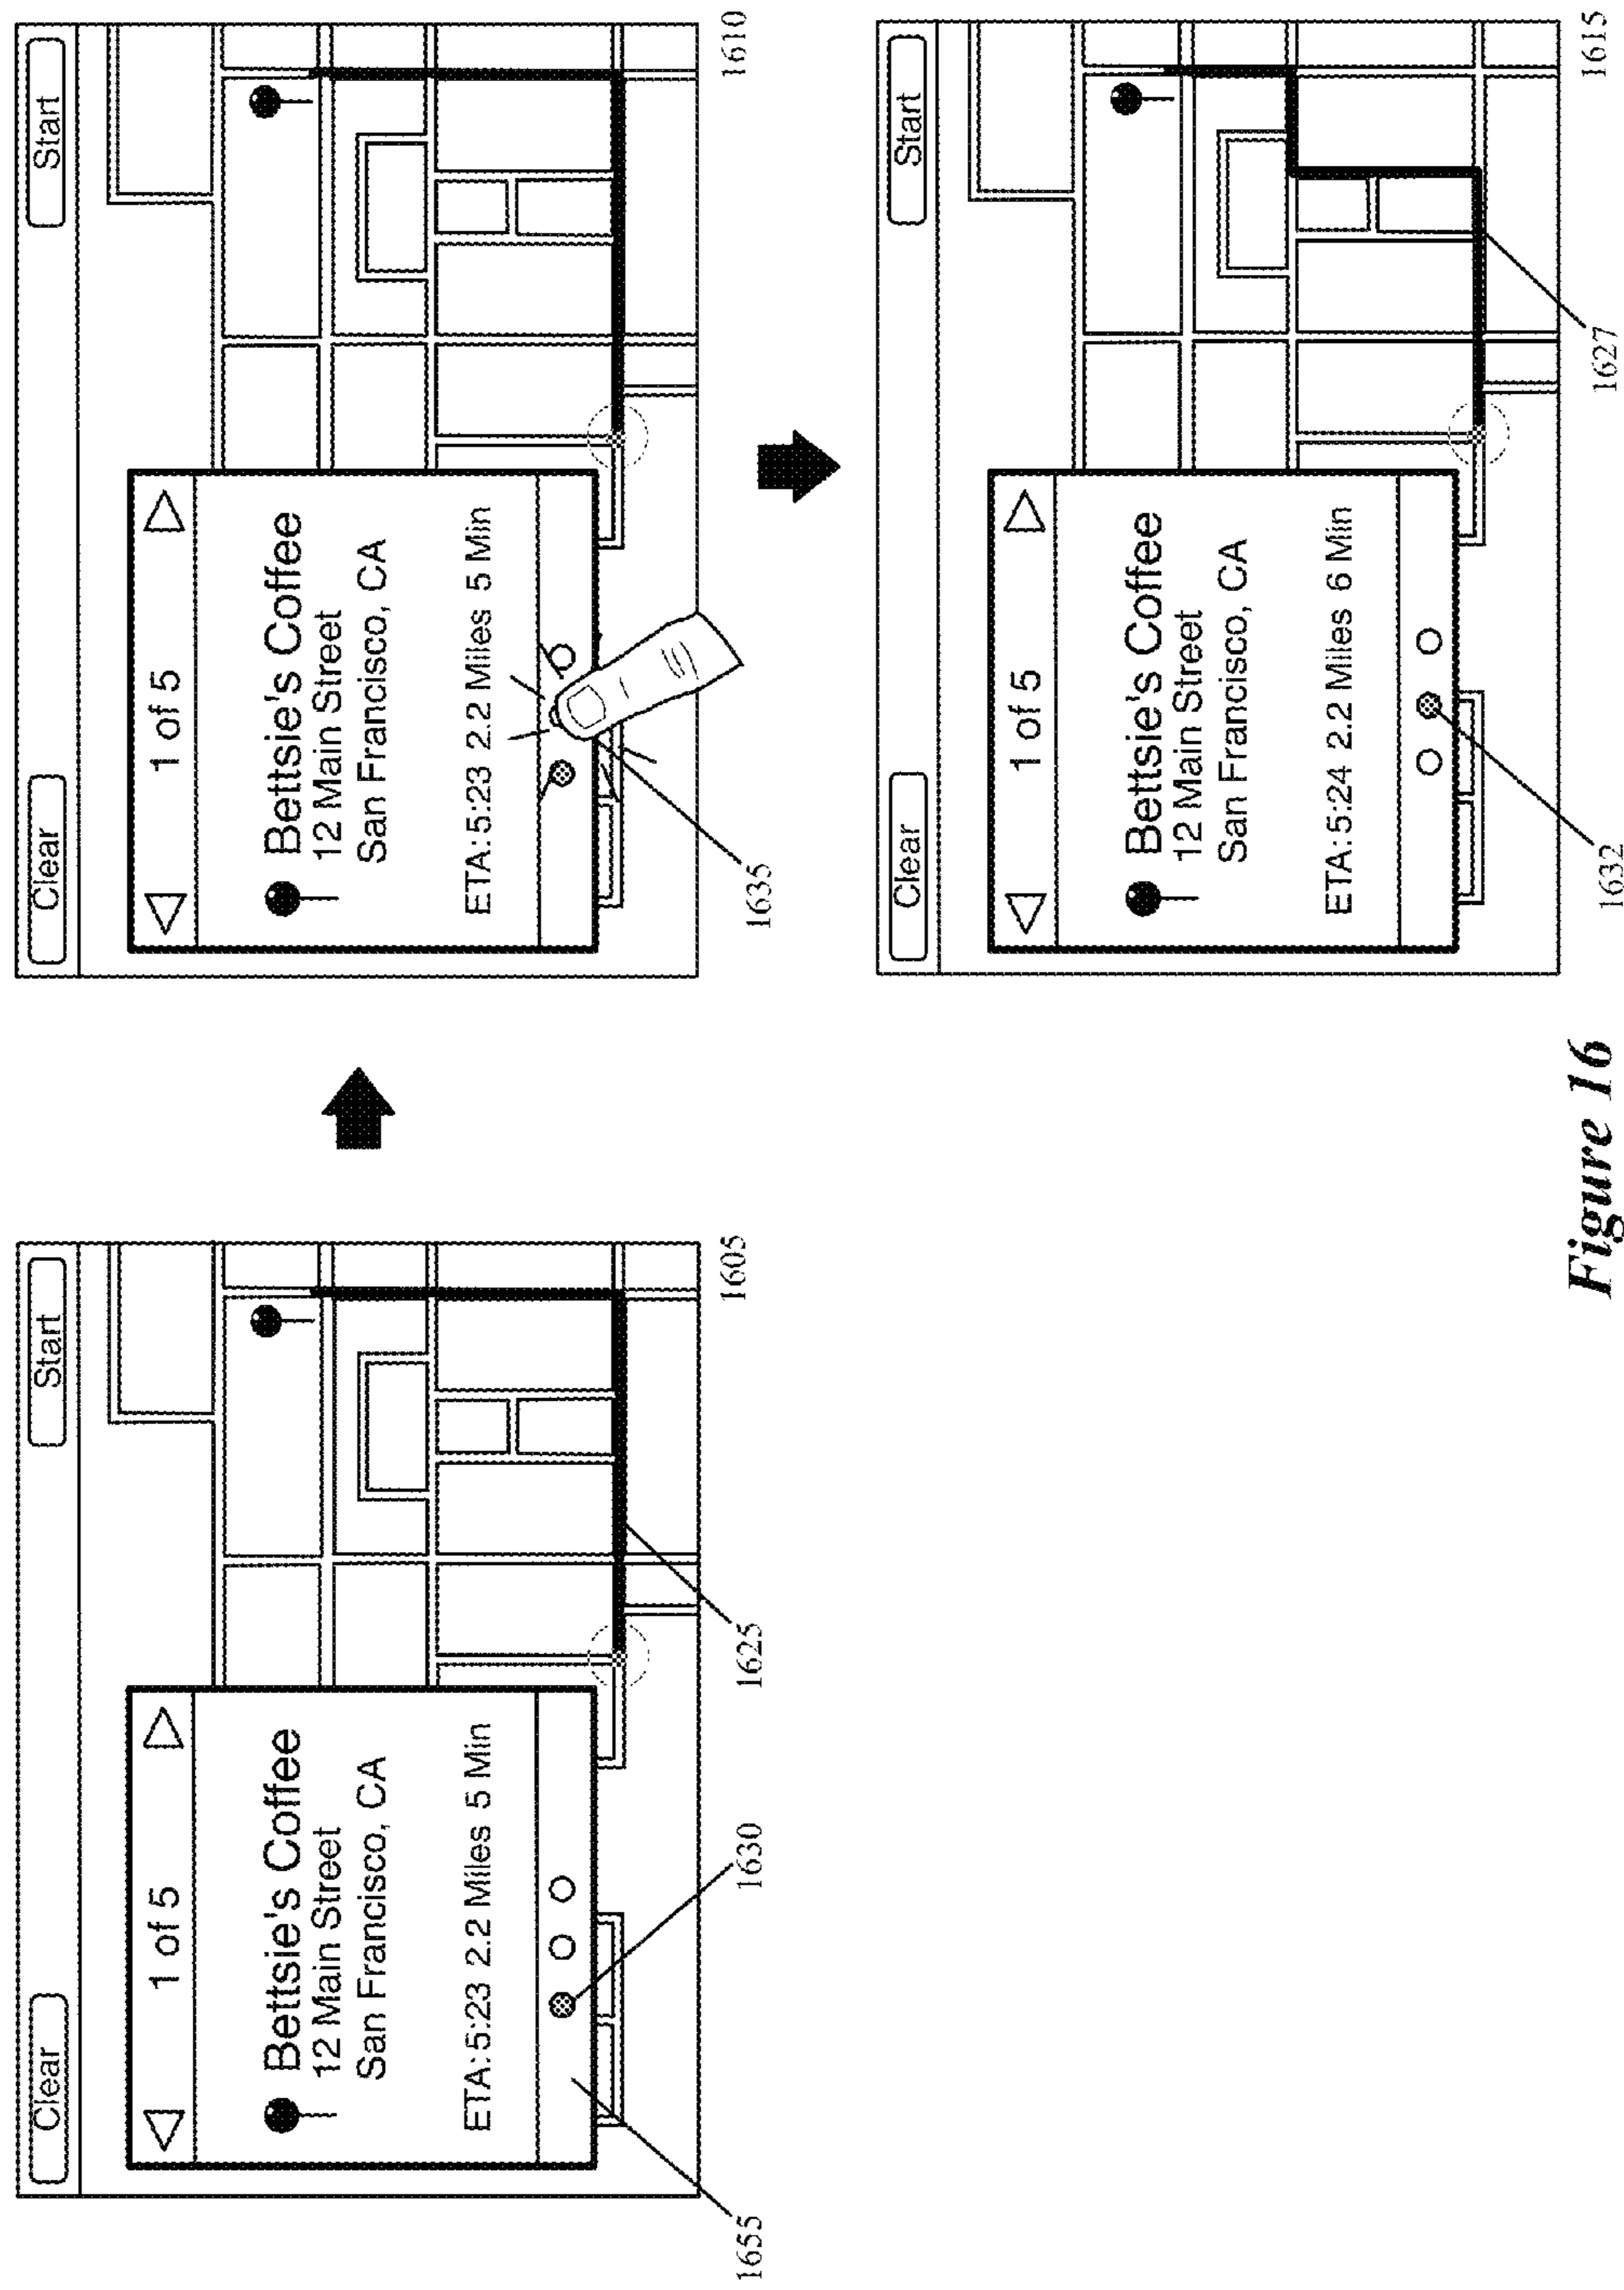 Clear Start
1 of 5
Bettsie's Coffee
12 Main Street
San Francisco, CA
ETA:5:23 2.2 Miles 5 Min
1655
1630
1625
1605
Clear Start
1 of 5
Bettsie's Coffee
12 Main Street
San Francisco, CA
ETA:5:23 2.2 Miles 5 Min
1635
1610
Clear Start
1 of 5
Bettsie's Coffee
12 Main Street
San Francisco, CA
ETA:5:24 2.2 Miles 6 Min
1632
1627
1615
Figure 16